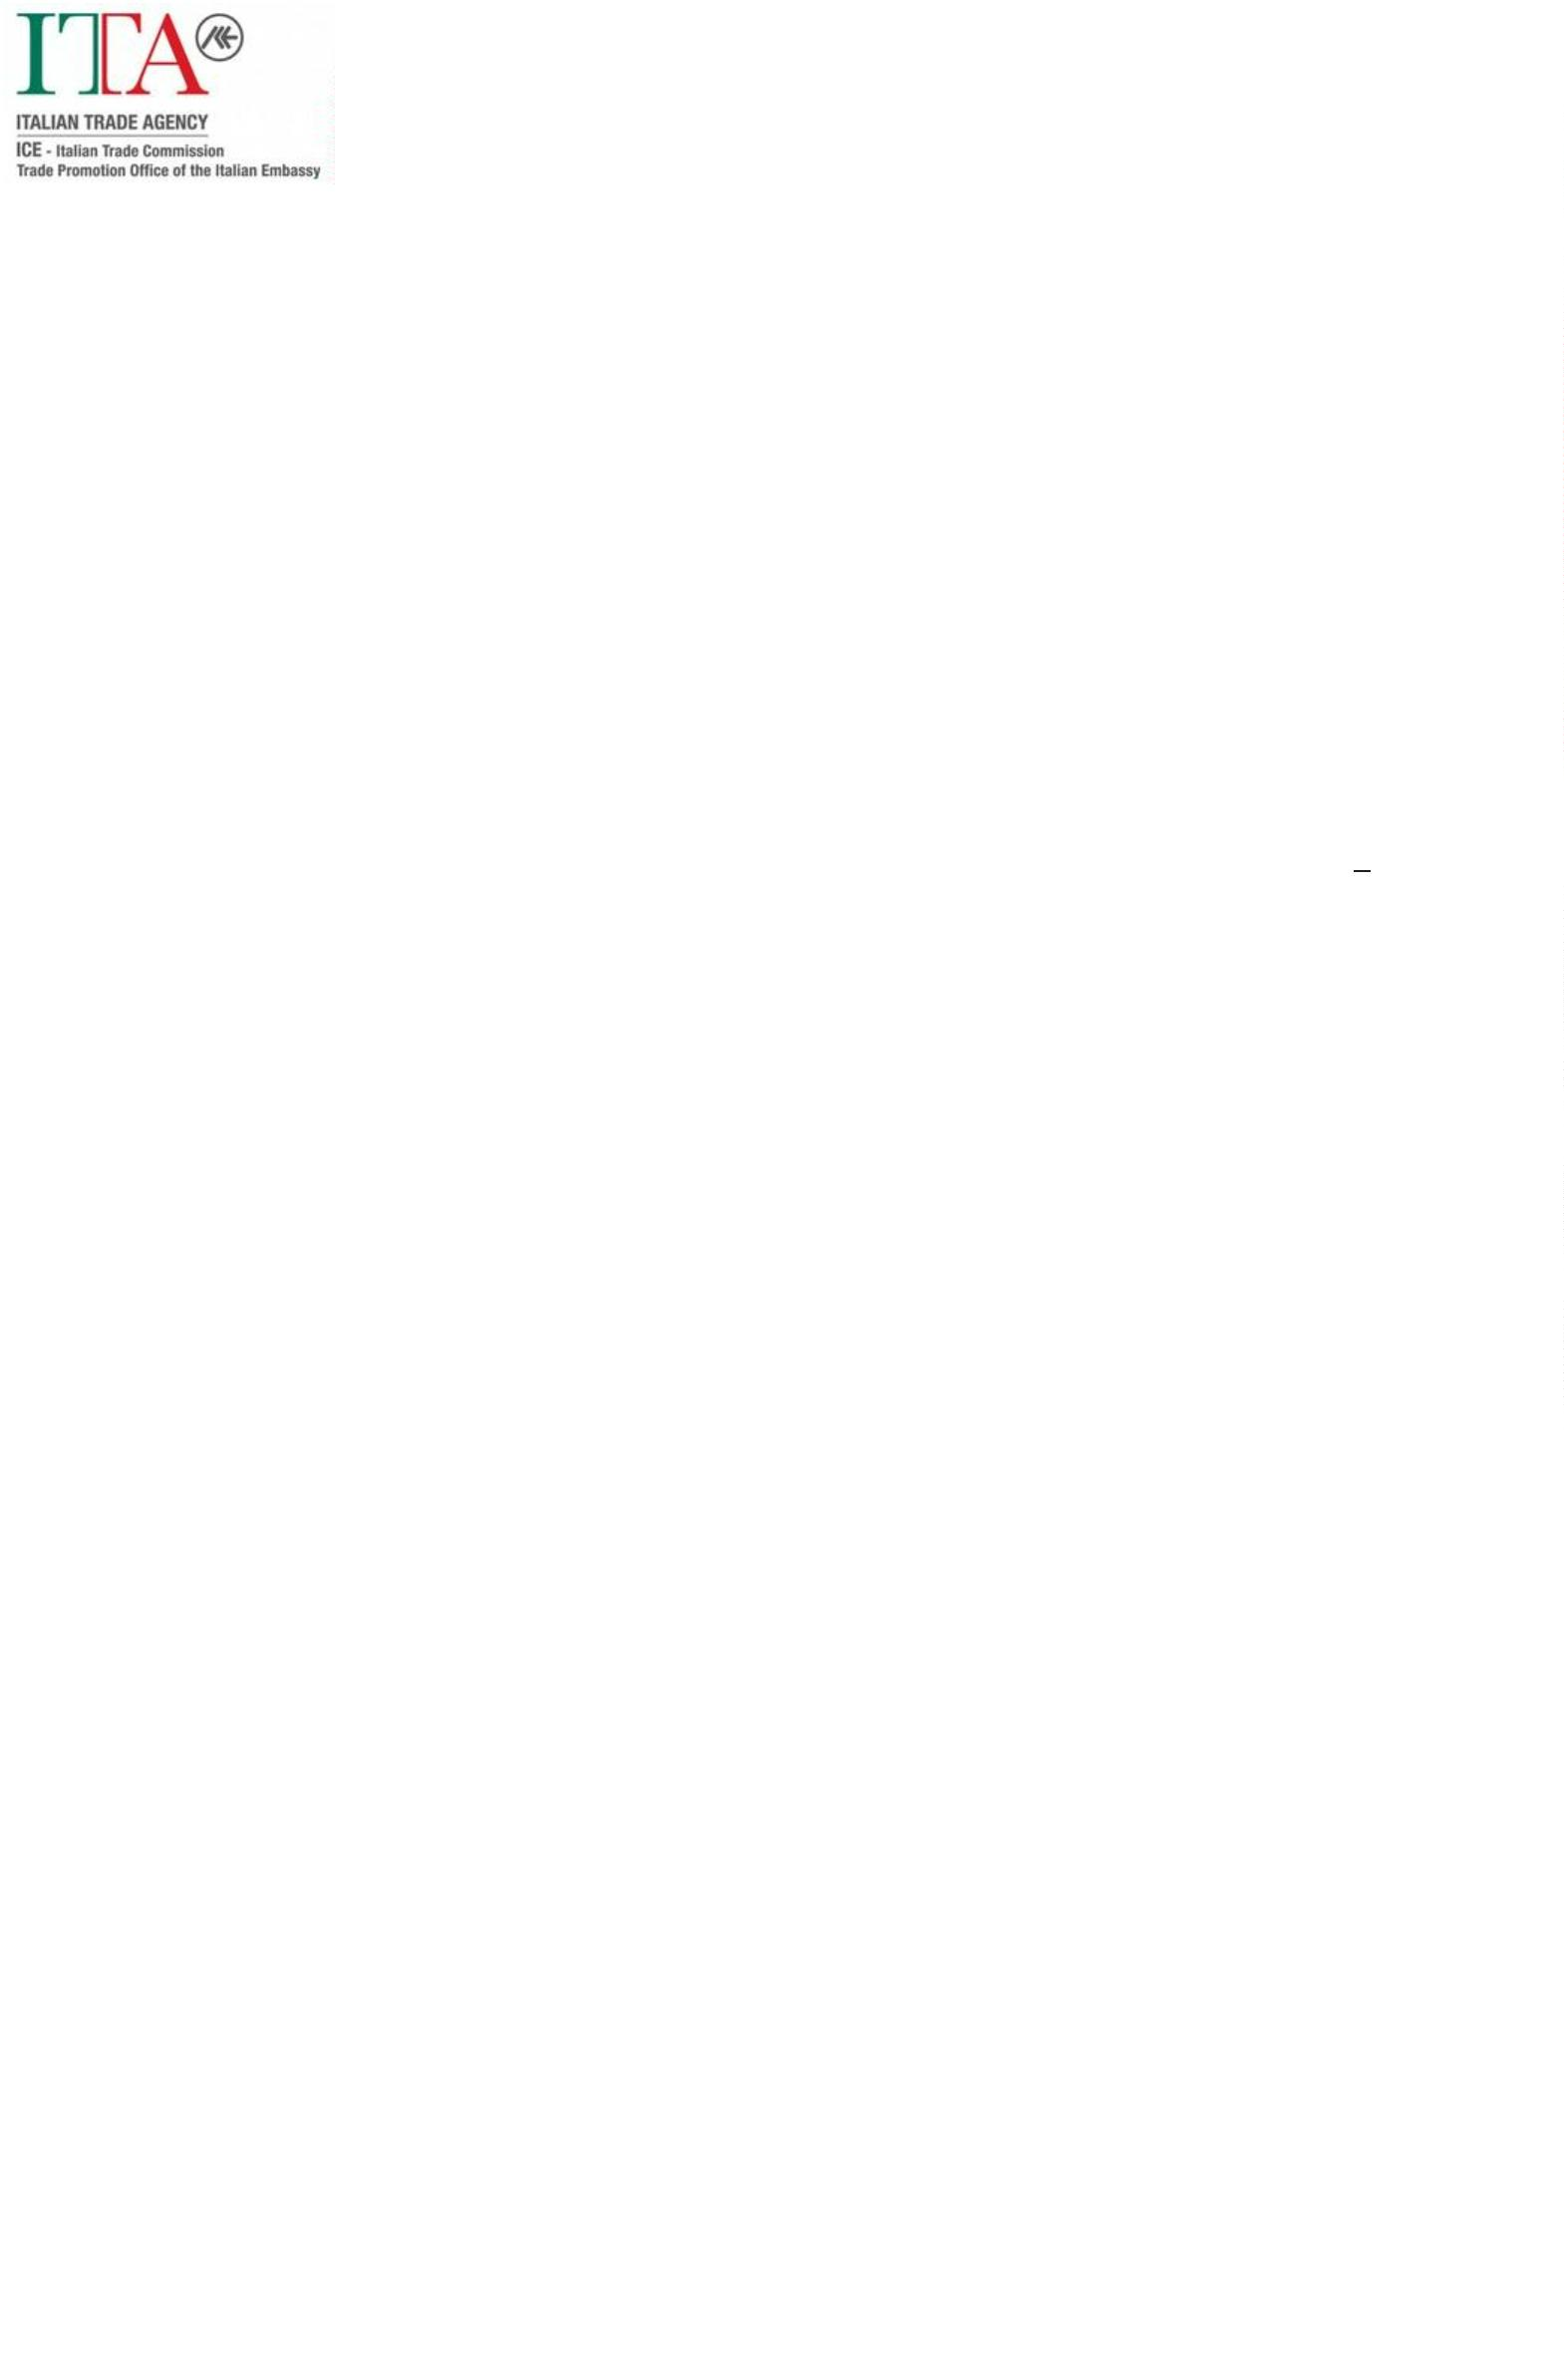 ITA
ITALIAN TRADE AGENCY
ICE - Italian Trade Commission
Trade Promotion Office of the Italian Embassy